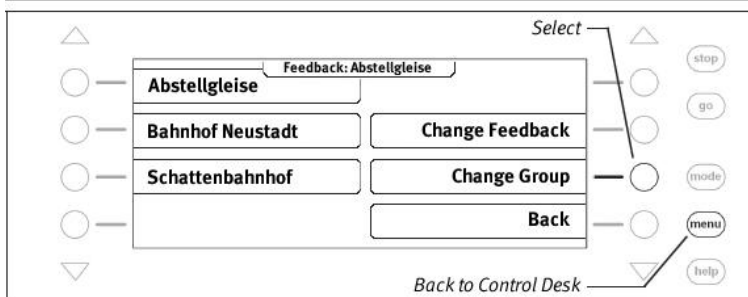 Select
stop
Feedback: Abstellgleise
Abstellgleise
go
Bahnhof Neustadt
Change Feedback
Schattenbahnhof
Change Group
mode
Back
menu
help
Back to Control Desk